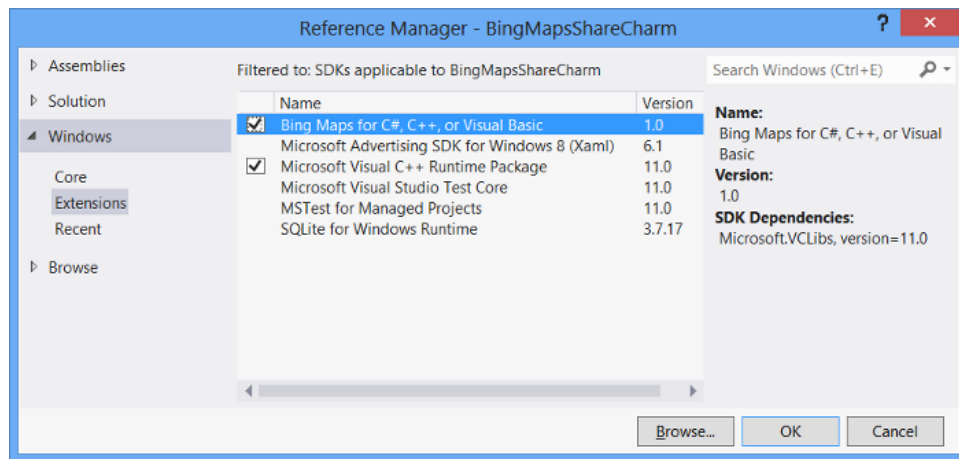 Reference Manager - BingMapsShareCharm
?
Assemblies
Solution
Windows
Core
Extensions
Recent
Browse
Filtered to: SDKs applicable to BingMapsShareCharm
Name Version
Bing Maps for C#, C++, or Visual Basic 1.0
Microsoft Advertising SDK for Windows 8 (Xaml) 6.1
Microsoft Visual C++ Runtime Package 11.0
Microsoft Visual Studio Test Core 11.0
MSTest for Managed Projects 11.0
SQLite for Windows Runtime 3.7.17
Search Windows (Ctrl+E)
Name:
Bing Maps for C#, C++, or Visual
Basic
Version:
1.0
SDK Dependencies:
Microsoft.VCLibs, version=11.0
Browse... OK Cancel